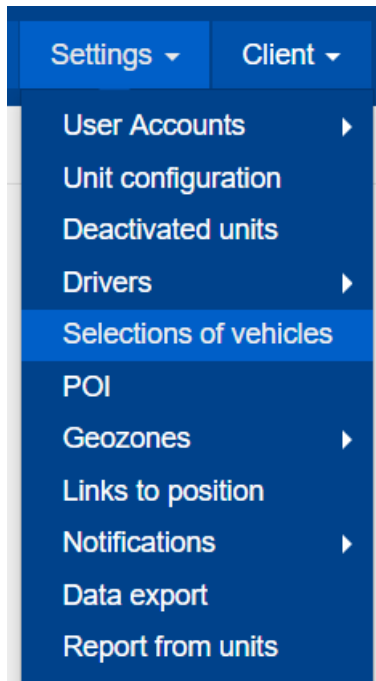 Settings Client
User Accounts
Unit configuration
Deactivated units
Drivers
Selections of vehicles
POI
Geozones
Links to position
Notifications
Data export
Report from units